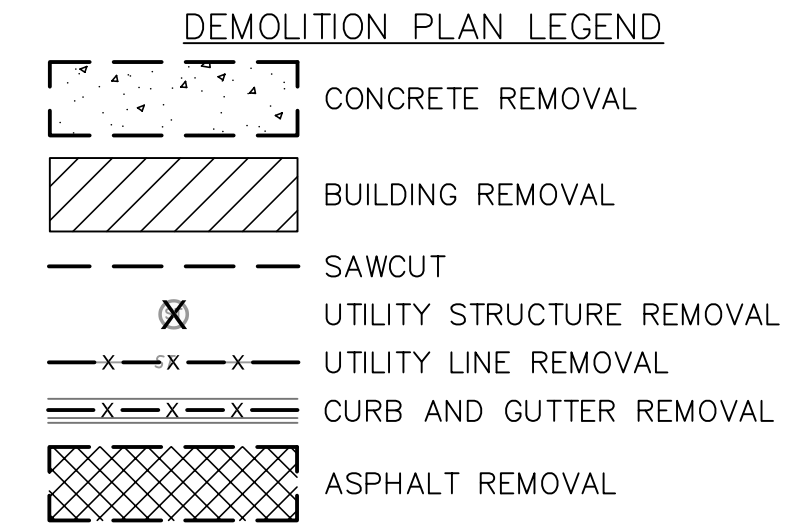 DEMOLITION PLAN LEGEND
CONCRETE REMOVAL
BUILDING REMOVAL
SAWCUT
X UTILITY STRUCTURE REMOVAL
X X X UTILITY LINE REMOVAL
X X X CURB AND GUTTER REMOVAL
ASPHALT REMOVAL